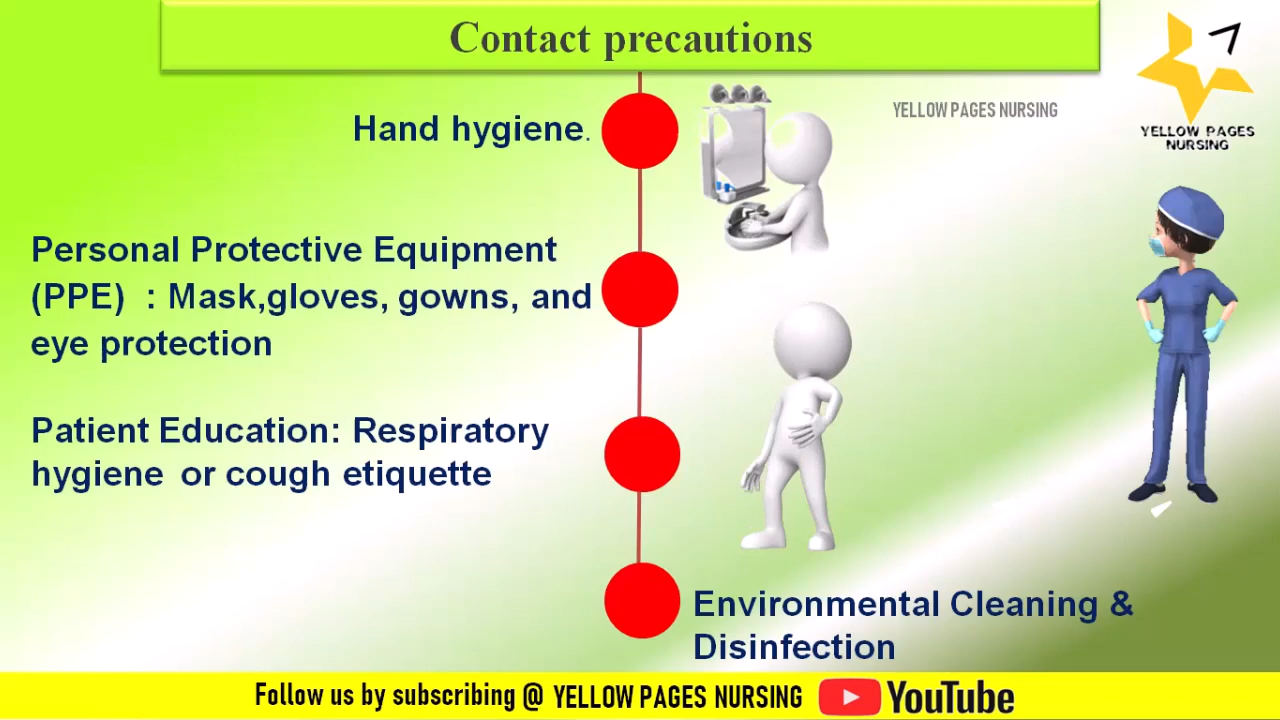 Contact precautions
YELLOW PAGES NURSING
YELLOW PAGES
NURSING
Hand hygiene.
Personal Protective Equipment
(PPE) : Mask,gloves, gowns, and
eye protection
Patient Education: Respiratory
hygiene or cough etiquette
Environmental Cleaning &
Disinfection
Follow us by subscribing @ YELLOW PAGES NURSING YouTube